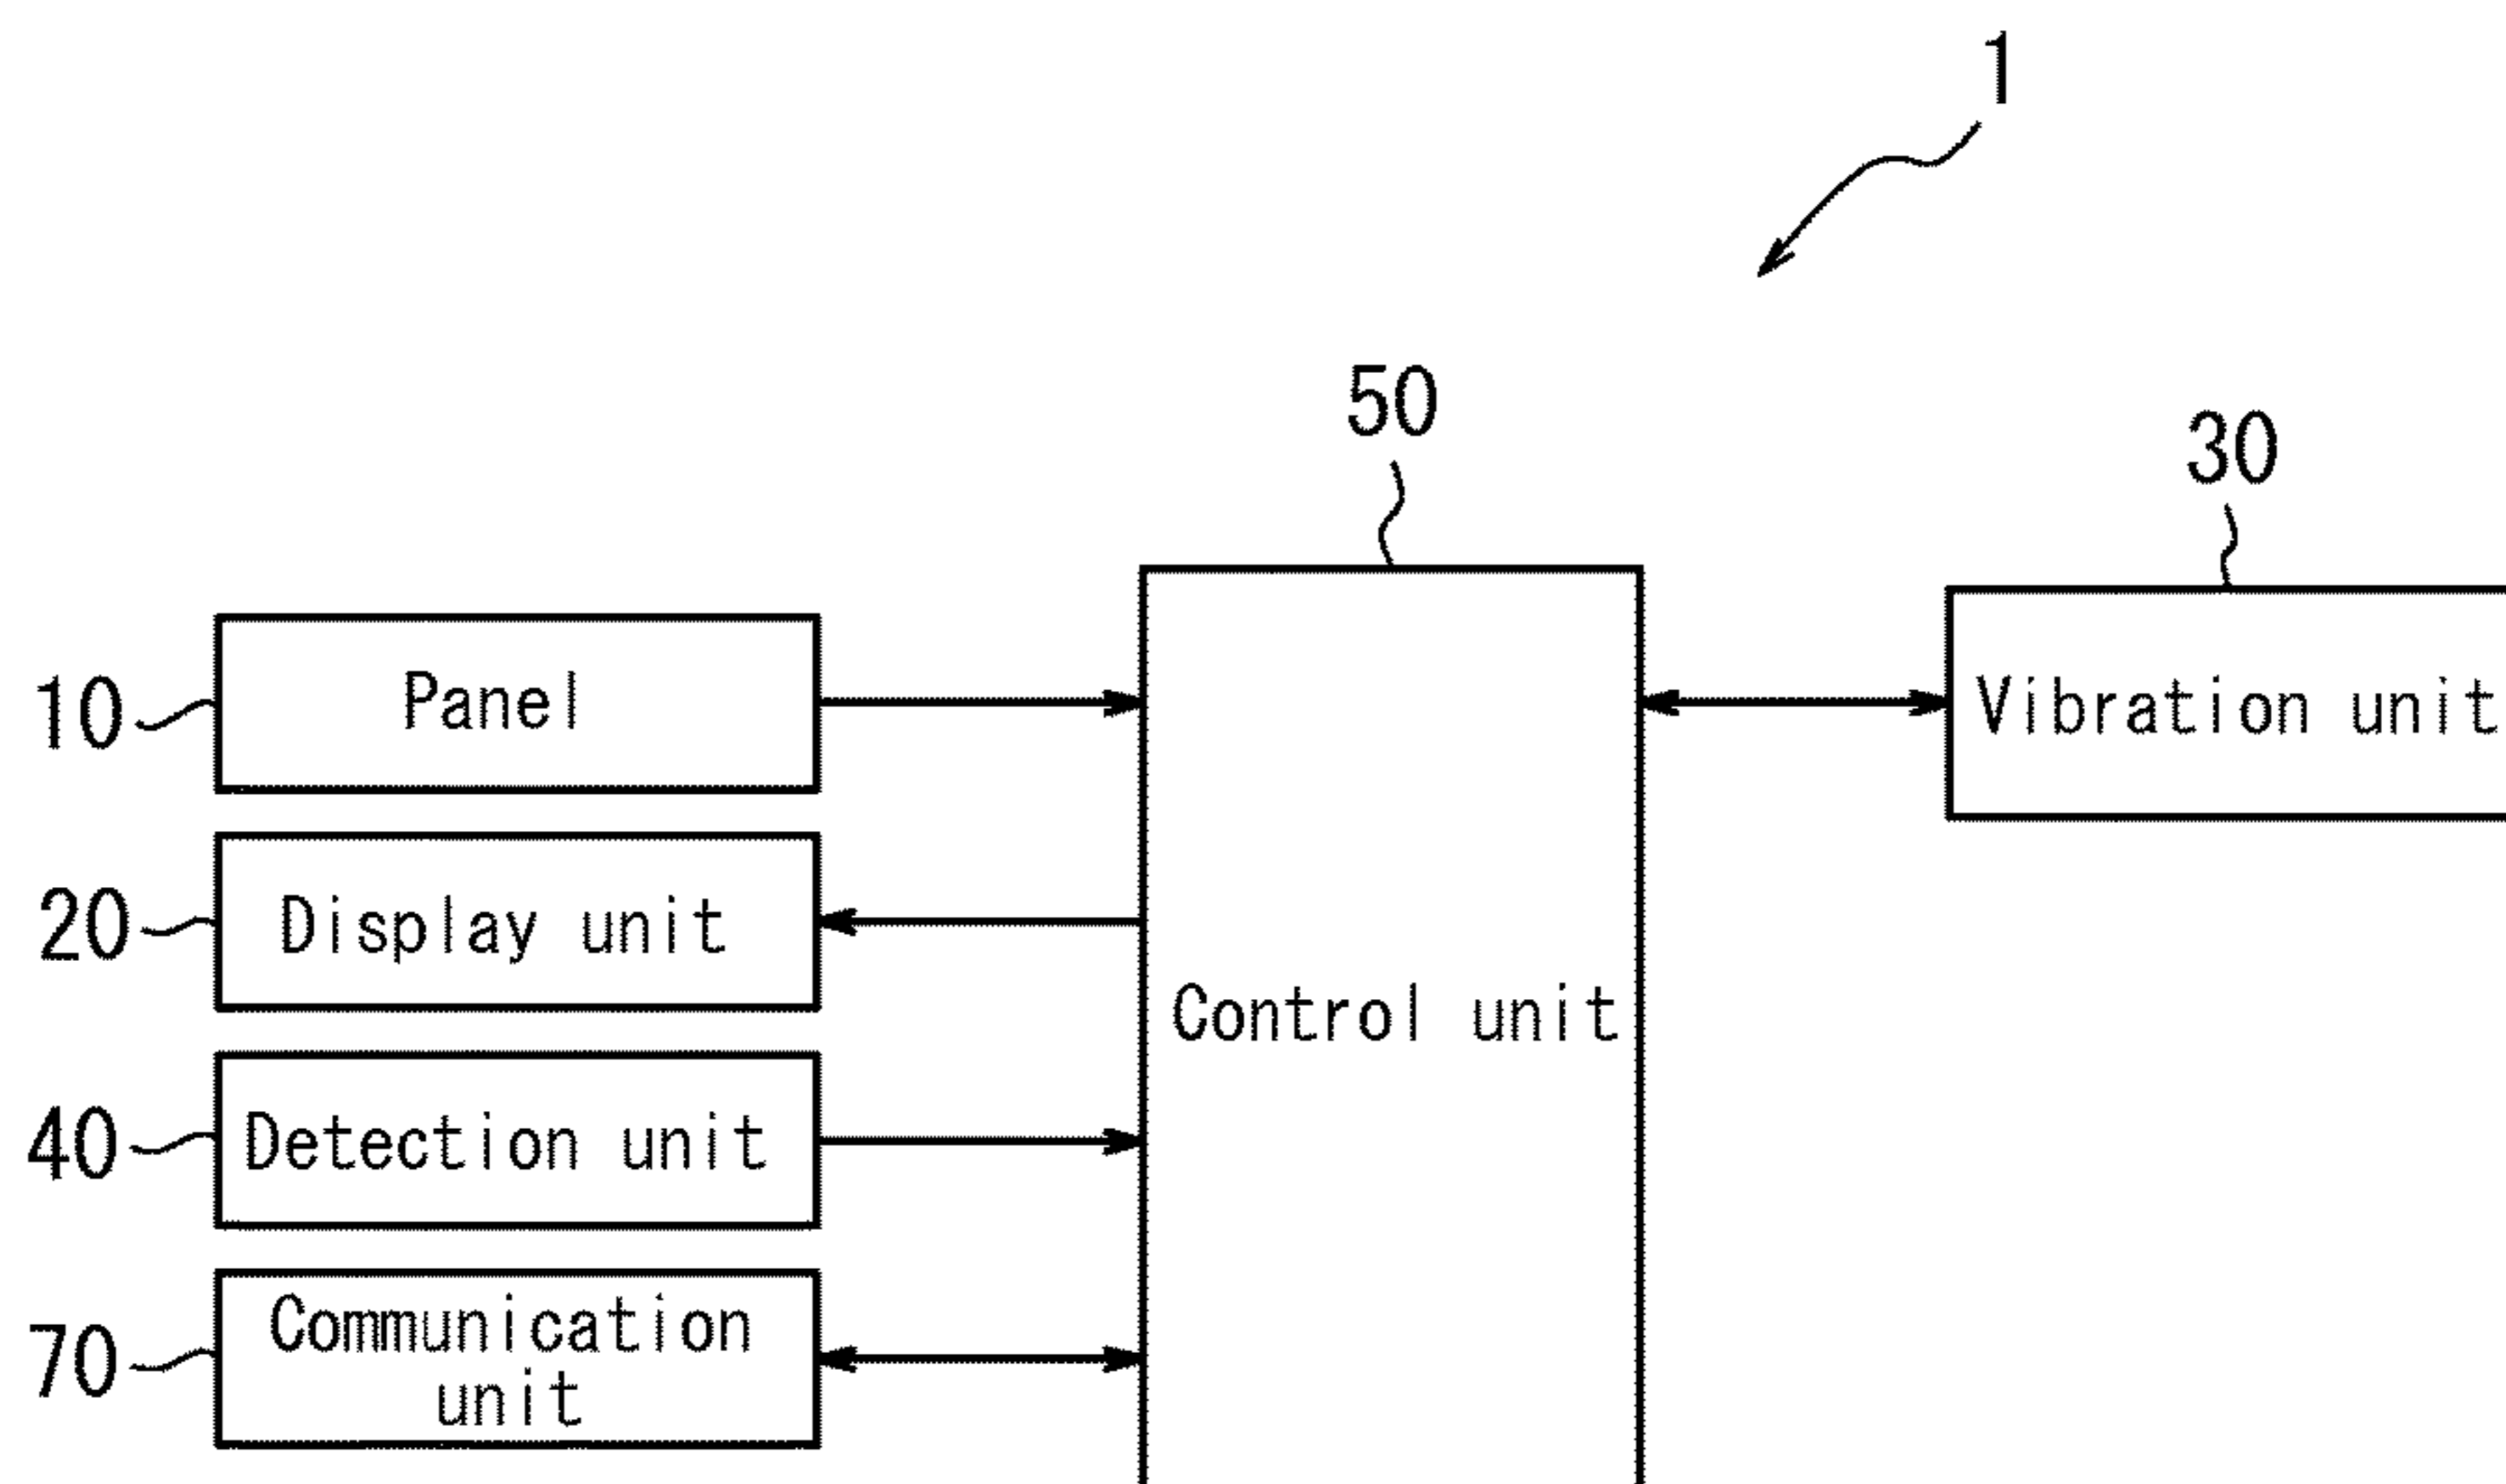 1
50
30
10
Panel
Vibration unit
20
Display unit
Control unit
40
Detection unit
70
Communication
unit